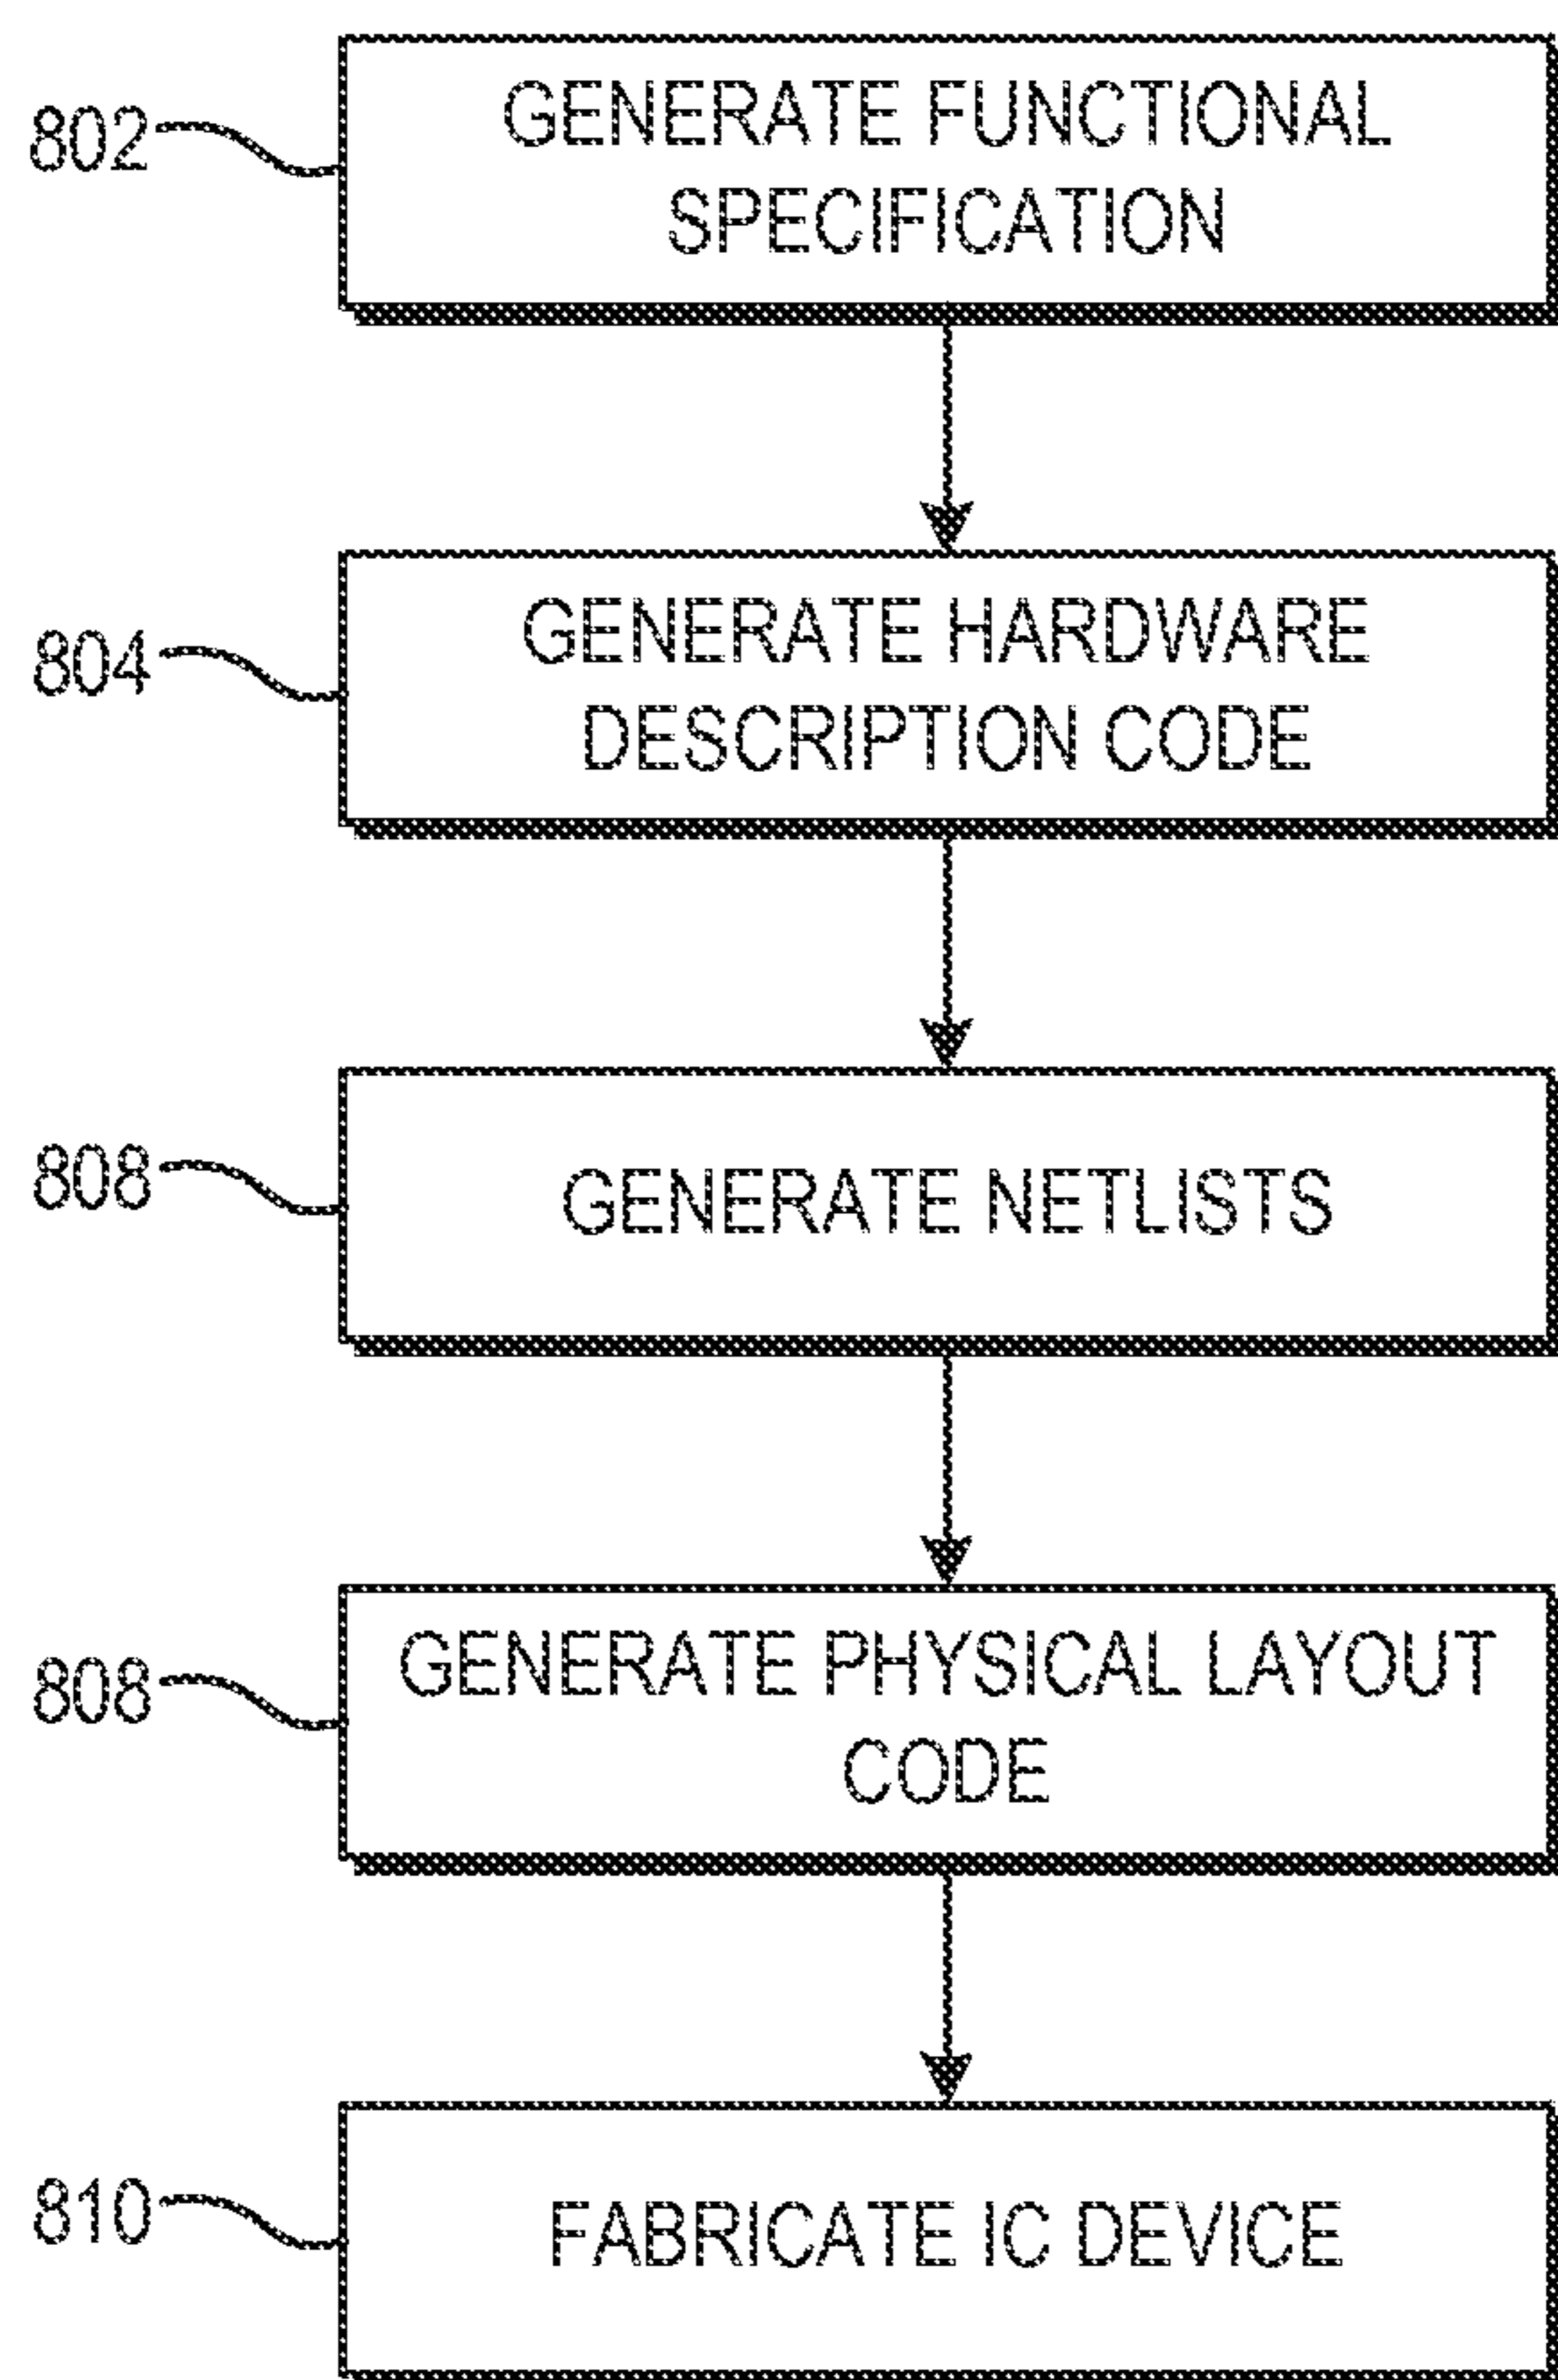 802
GENERATE FUNCTIONAL
SPECIFICATION
804
GENERATE HARDWARE
DESCRIPTION CODE
808
GENERATE NETLISTS
808
GENERATE PHYSICAL LAYOUT
CODE
810
FABRICATE IC DEVICE